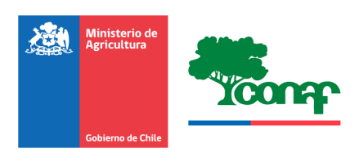 Ministerio de
Agricultura
Gobierno de Chile
conaf